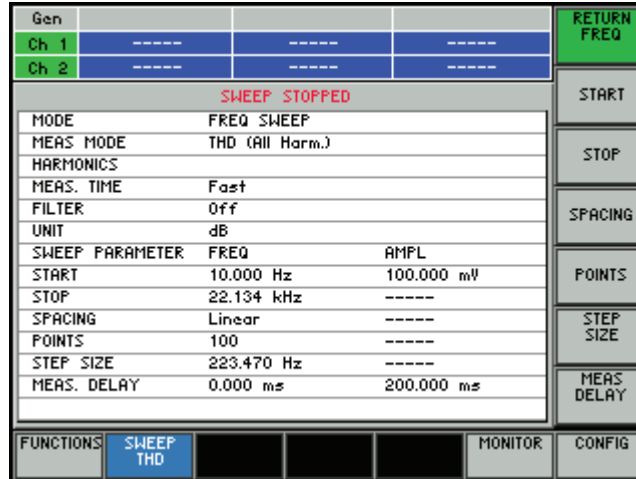 Gen
Ch 1 ----- ----- -----
Ch 2 ----- ----- -----
SWEEP STOPPED
MODE FREQ SWEEP
MEAS MODE THD (All Harm.)
HARMONICS
MEAS. TIME Fast
FILTER Off
UNIT dB
SWEEP PARAMETER FREQ AMPL
START 10.000 Hz 100.000 mV
STOP 22.134 kHz -----
SPACING Linear -----
POINTS 100 -----
STEP SIZE 223.470 Hz -----
MEAS. DELAY 0.000 ms 200.000 ms
RETURN
FREQ
START
STOP
SPACING
POINTS
STEP
SIZE
MEAS
DELAY
FUNCTIONS
SWEEP
THD
MONITOR
CONFIG